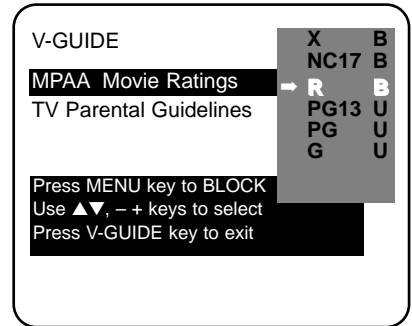 V-GUIDE
MPAA Movie Ratings
TV Parental Guidelines
X B
NC17 B
➡ R B
PG13 U
PG U
G U
Press MENU key to BLOCK
Use ▲▼, – + keys to select
Press V-GUIDE key to exit